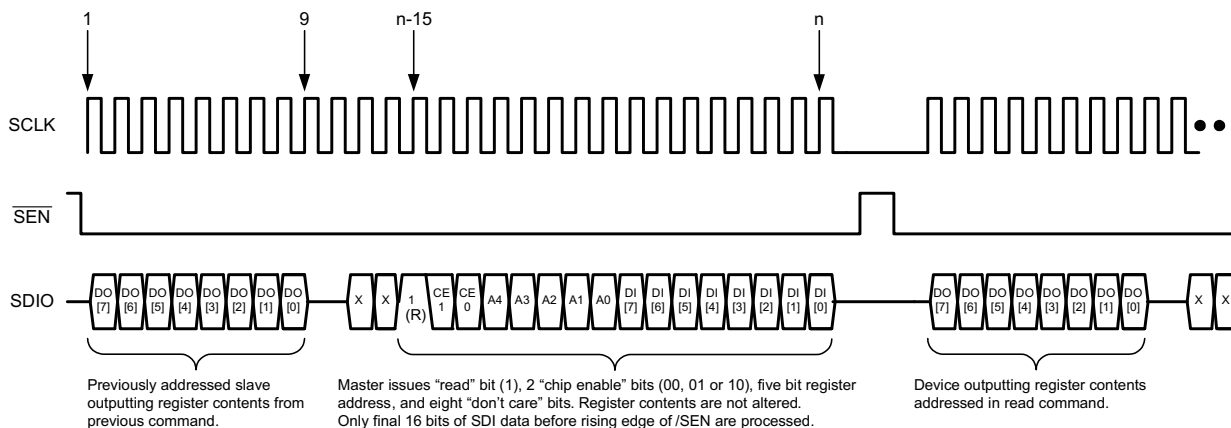 1
9
n-15
n
SCLK
SEN
SDIO
DO [7]
DO [6]
DO [5]
DO [4]
DO [3]
DO [2]
DO [1]
DO [0]
X
X
1 (R)
CE 1
CE 0
A4
A3
A2
A1
A0
DI [7]
DI [6]
DI [5]
DI [4]
DI [3]
DI [2]
DI [1]
DI [0]
DO [7]
DO [6]
DO [5]
DO [4]
DO [3]
DO [2]
DO [1]
DO [0]
X
X
Previously addressed slave
outputting register contents from
previous command.
Master issues “read” bit (1), 2 “chip enable” bits (00, 01 or 10), five bit register
address, and eight “don’t care” bits. Register contents are not altered.
Only final 16 bits of SDI data before rising edge of /SEN are processed.
Device outputting register contents
addressed in read command.